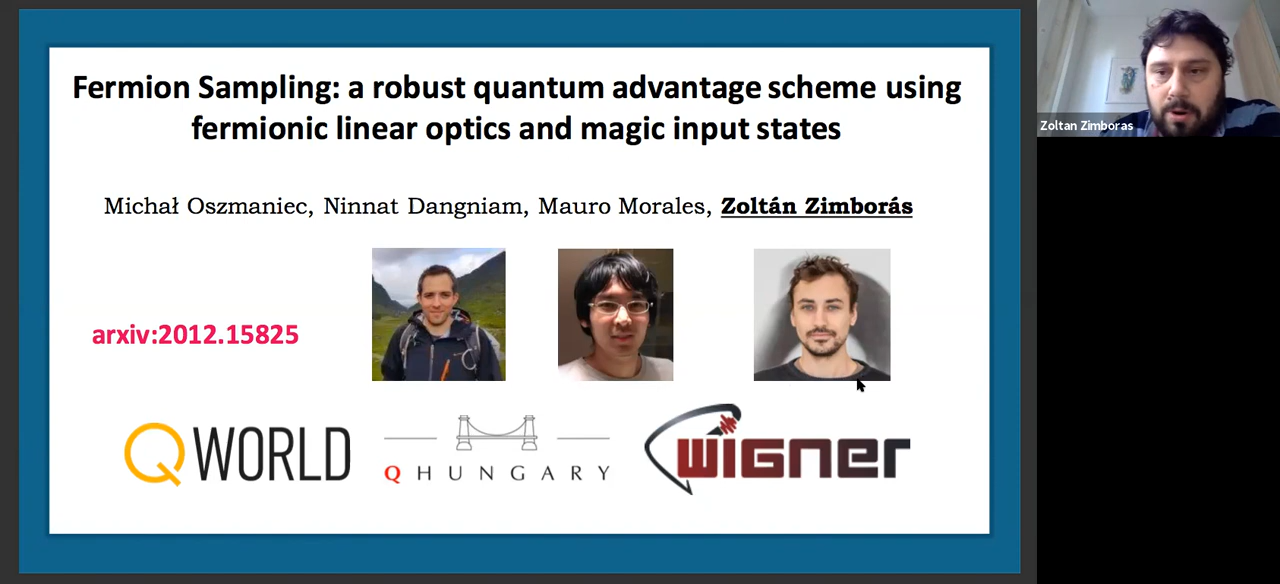 Fermion Sampling: a robust quantum advantage scheme using
fermionic linear optics and magic input states
Michał Oszmaniec, Ninnat Dangniam, Mauro Morales, Zoltán Zimborás
arxiv:2012.15825
QWORLD
QHUNGARY
wigner
Zoltan Zimboras